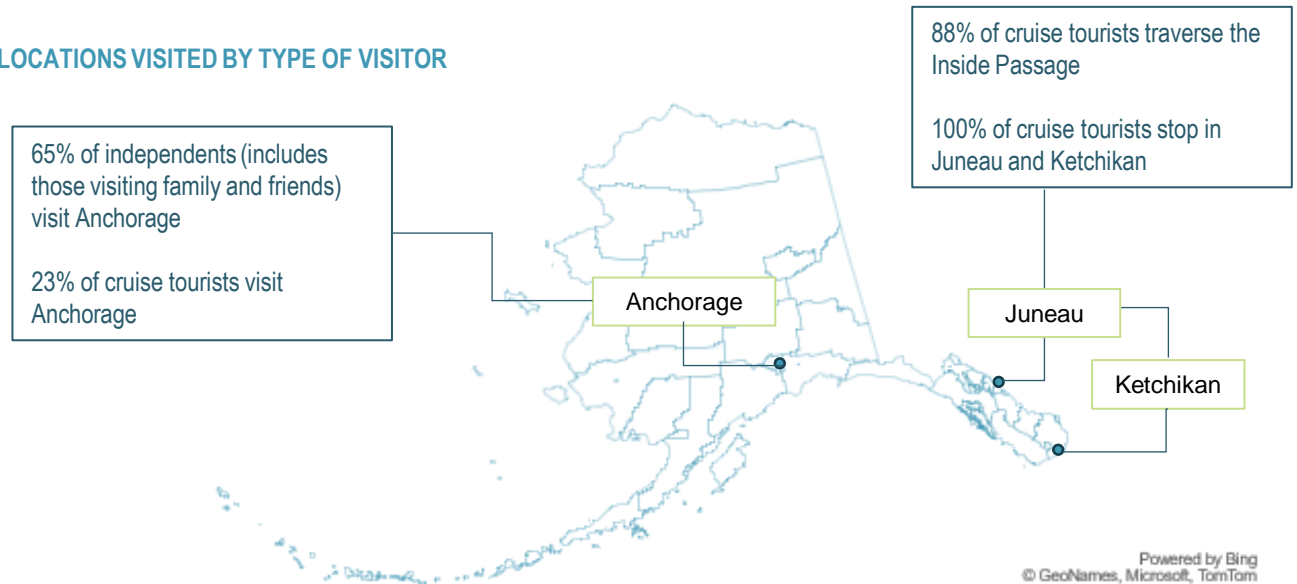 LOCATIONS VISITED BY TYPE OF VISITOR
65% of independents (includes
those visiting family and friends)
visit Anchorage
23% of cruise tourists visit
Anchorage
88% of cruise tourists traverse the
Inside Passage
100% of cruise tourists stop in
Juneau and Ketchikan
Anchorage
Juneau
Ketchikan
Powered by Bing
© GeoNames, Microsoft, TomTom